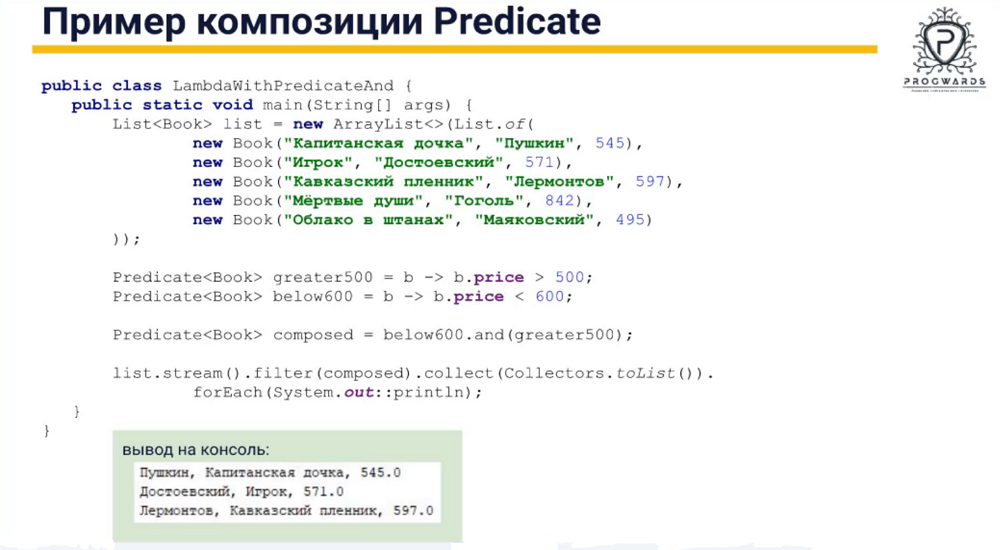 Пример композиции Predicate
PROGWARDS
public class LambdaWithPredicateAnd {
public static void main(String[] args) {
List<Book> list = new ArrayList<>(List.of(
new Book("Капитанская дочка", "Пушкин", 545),
new Book("Игрок", "Достоевский", 571),
new Book("Кавказский пленник", "Лермонтов", 597),
new Book("Мёртвые души", "Гоголь", 842),
new Book("Облако в штанах", "Маяковский", 495)
));
Predicate<Book> greater500 = b -> b.price > 500;
Predicate<Book> below600 = b -> b.price < 600;
Predicate<Book> composed = below600.and(greater500);
list.stream().filter(composed).collect(Collectors.toList()).
forEach(System.out::println);
}
}
вывод на консоль:
Пушкин, Капитанская дочка, 545.0
Достоевский, Игрок, 571.0
Лермонтов, Кавказский пленник, 597.0